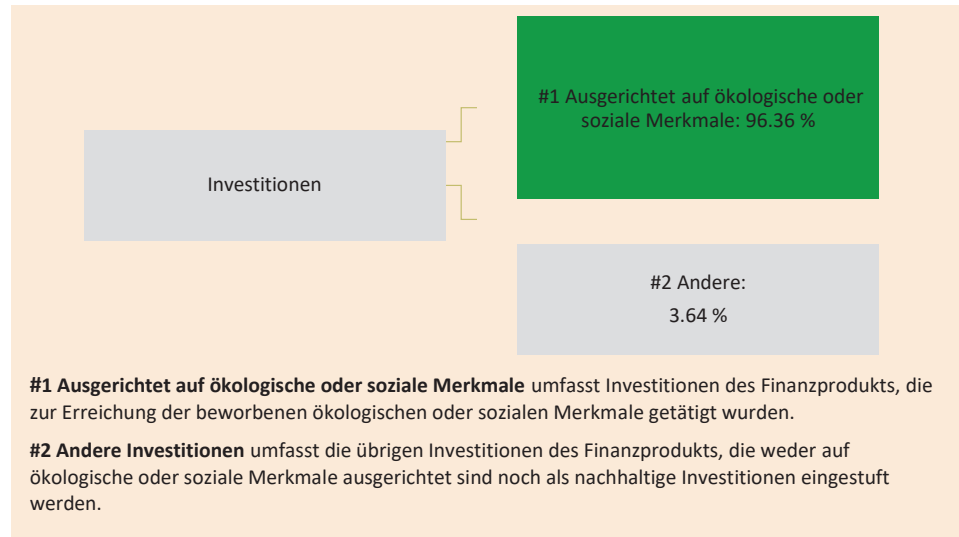 #1 Ausgerichtet auf ökologische oder
soziale Merkmale: 96.36 %
Investitionen
#2 Andere:
3.64 %
#1 Ausgerichtet auf ökologische oder soziale Merkmale umfasst Investitionen des Finanzprodukts, die
zur Erreichung der beworbenen ökologischen oder sozialen Merkmale getätigt wurden.
#2 Andere Investitionen umfasst die übrigen Investitionen des Finanzprodukts, die weder auf
ökologische oder soziale Merkmale ausgerichtet sind noch als nachhaltige Investitionen eingestuft
werden.